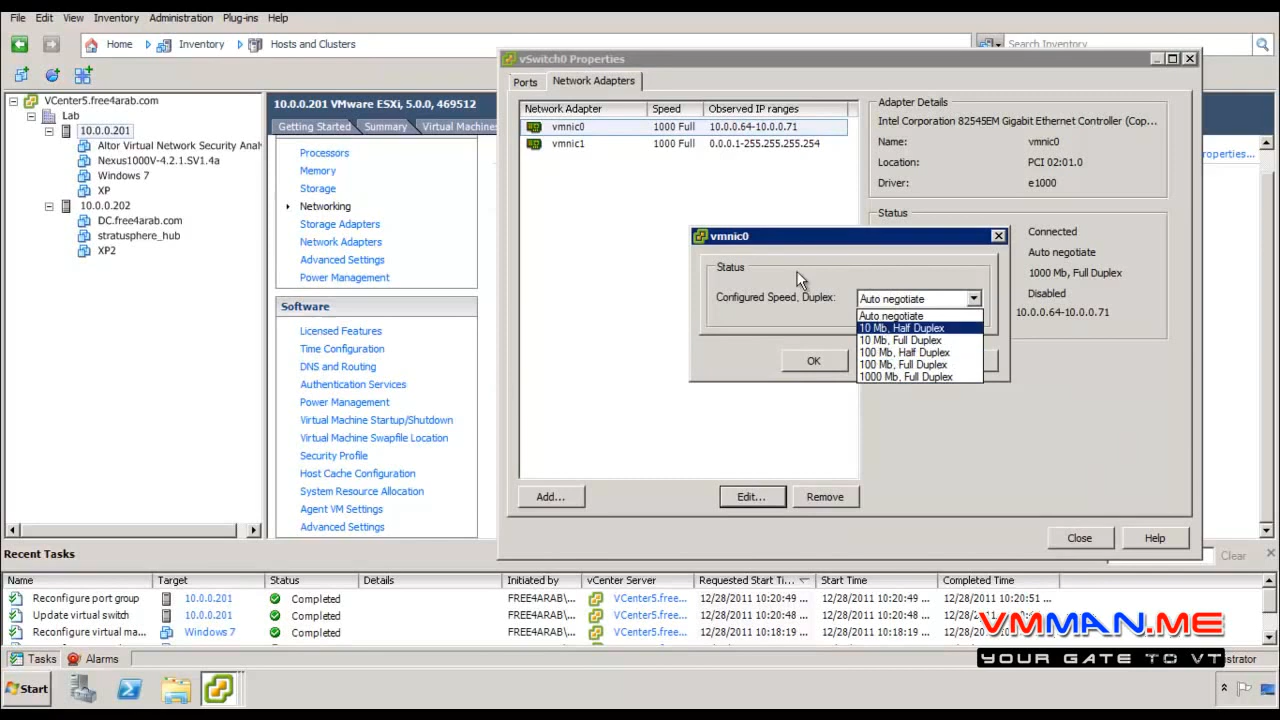 File Edit View Inventory Administration Plug-ins Help
Home Inventory Hosts and Clusters
Search Inventory
VCenter5.free4arab.com
Lab
10.0.0.201
Altor Virtual Network Security Anal
Nexus1000V-4.2.1.SV1.4a
Windows 7
XP
10.0.0.202
DC.free4arab.com
stratusphere_hub
XP2
10.0.0.201 VMware ESXi, 5.0.0, 469512
Getting Started Summary Virtual Machines
Processors
Memory
Storage
Networking
Storage Adapters
Network Adapters
Advanced Settings
Power Management
Software
Licensed Features
Time Configuration
DNS and Routing
Authentication Services
Power Management
Virtual Machine Startup/Shutdown
Virtual Machine Swapfile Location
Security Profile
Host Cache Configuration
System Resource Allocation
Agent VM Settings
Advanced Settings
vSwitch0 Properties
Ports Network Adapters
Network Adapter Speed Observed IP ranges
vmnic0 1000 Full 10.0.0.64-10.0.0.71
vmnic1 1000 Full 0.0.0.1-255.255.255.254
Add... Edit... Remove
Adapter Details
Intel Corporation 82545EM Gigabit Ethernet Controller (Cop...
Name: vmnic0
Location: PCI 02:01.0
Driver: e1000
Status
Connected
Auto negotiate
1000 Mb, Full Duplex
Disabled
10.0.0.64-10.0.0.71
roperties...
vmnic0
Status
Configured Speed, Duplex: Auto negotiate
Auto negotiate
10 Mb, Half Duplex
10 Mb, Full Duplex
100 Mb, Half Duplex
100 Mb, Full Duplex
1000 Mb, Full Duplex
OK
Close Help
Recent Tasks
Clear
Name Target Status Details Initiated by vCenter Server Requested Start Ti... Start Time Completed Time
Reconfigure port group 10.0.0.201 Completed FREE4ARAB\... VCenter5.free... 12/28/2011 10:20:49 ... 12/28/2011 10:20:49 ... 12/28/2011 10:20:51 ...
Update virtual switch 10.0.0.201 Completed FREE4ARAB\... VCenter5.free... 12/28/2011 10:20:49 ... 12/28/2011 10:20:49 ...
Reconfigure virtual ma... Windows 7 Completed FREE4ARAB\... VCenter5.free... 12/28/2011 10:18:19 ... 12/28/2011 10:18:19 ...
VMMAN.ME
YOUR GATE TO VT
Tasks Alarms
istrator
Start